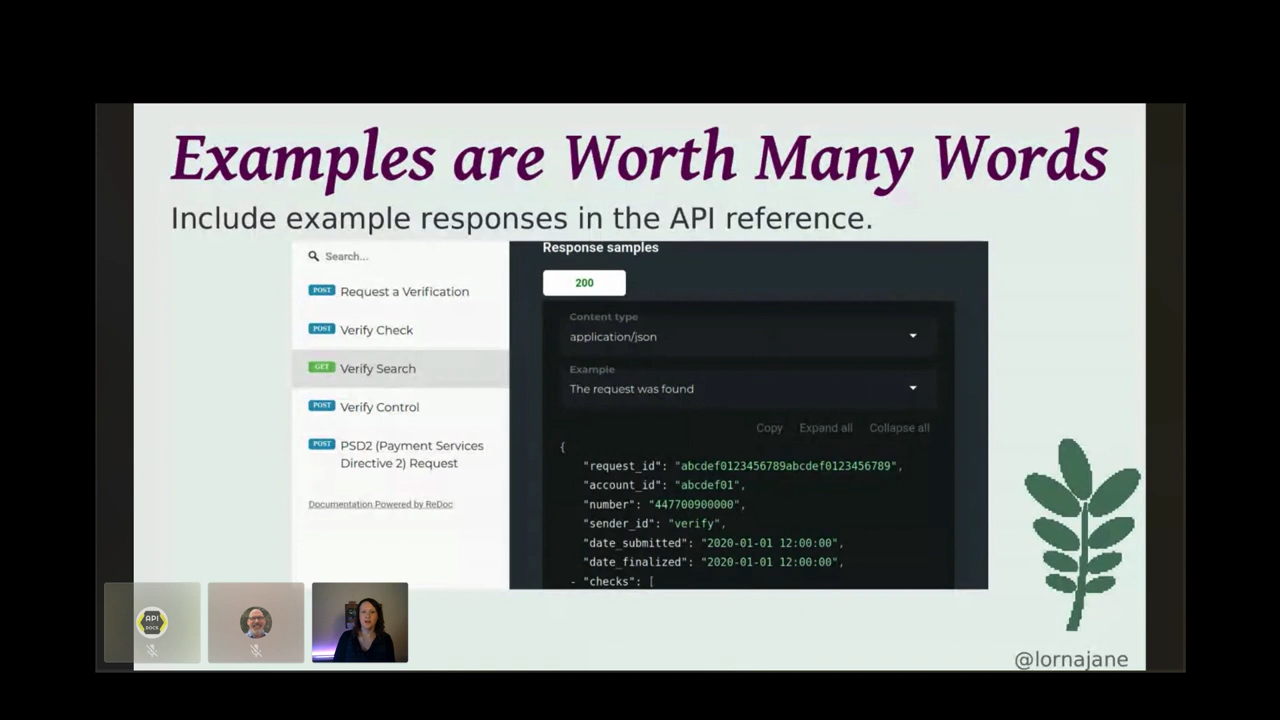 Examples are Worth Many Words
Include example responses in the API reference.
Search...
POST Request a Verification
POST Verify Check
GET Verify Search
POST Verify Control
POST PSD2 (Payment Services
Directive 2) Request
Documentation Powered by ReDoc
Response samples
200
Content type
application/json
Example
The request was found
Copy Expand all Collapse all
{
"request_id": "abcdef0123456789abcdef0123456789",
"account_id": "abcdef01",
"number": "447700900000",
"sender_id": "verify",
"date_submitted": "2020-01-01 12:00:00",
"date_finalized": "2020-01-01 12:00:00",
- "checks": [
API
DOCS
@lornajane